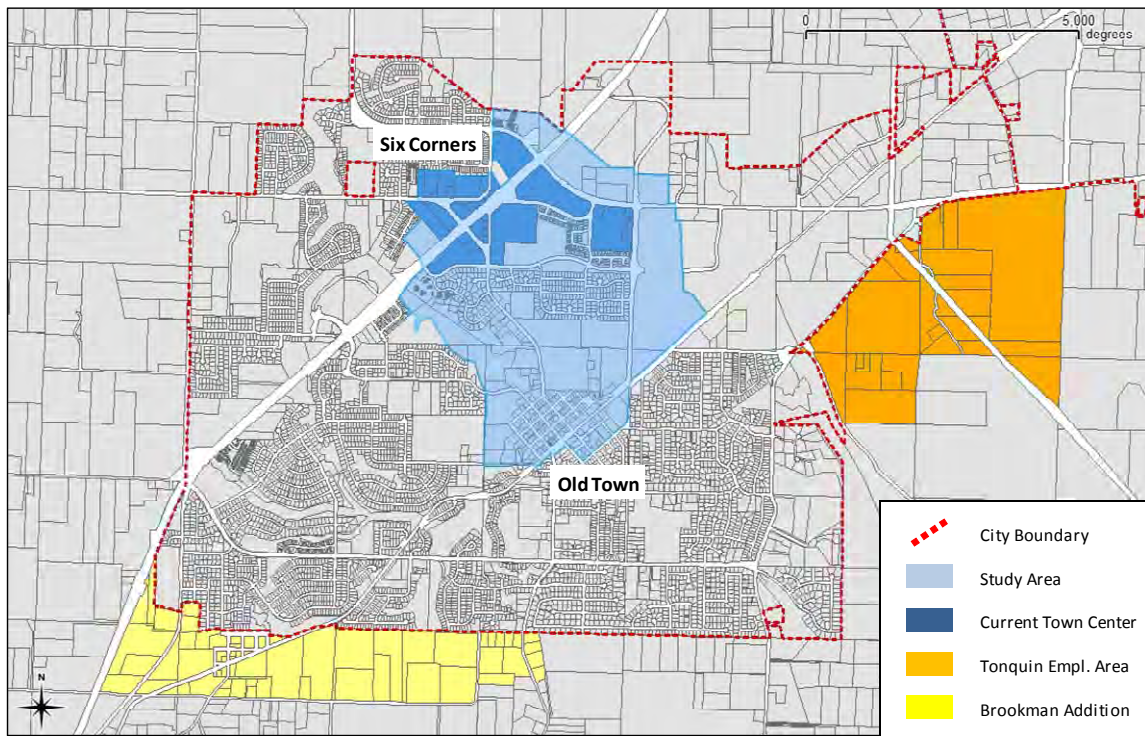 0 5,000
degrees
Six Corners
Old Town
N
City Boundary
Study Area
Current Town Center
Tonquin Empl. Area
Brookman Addition